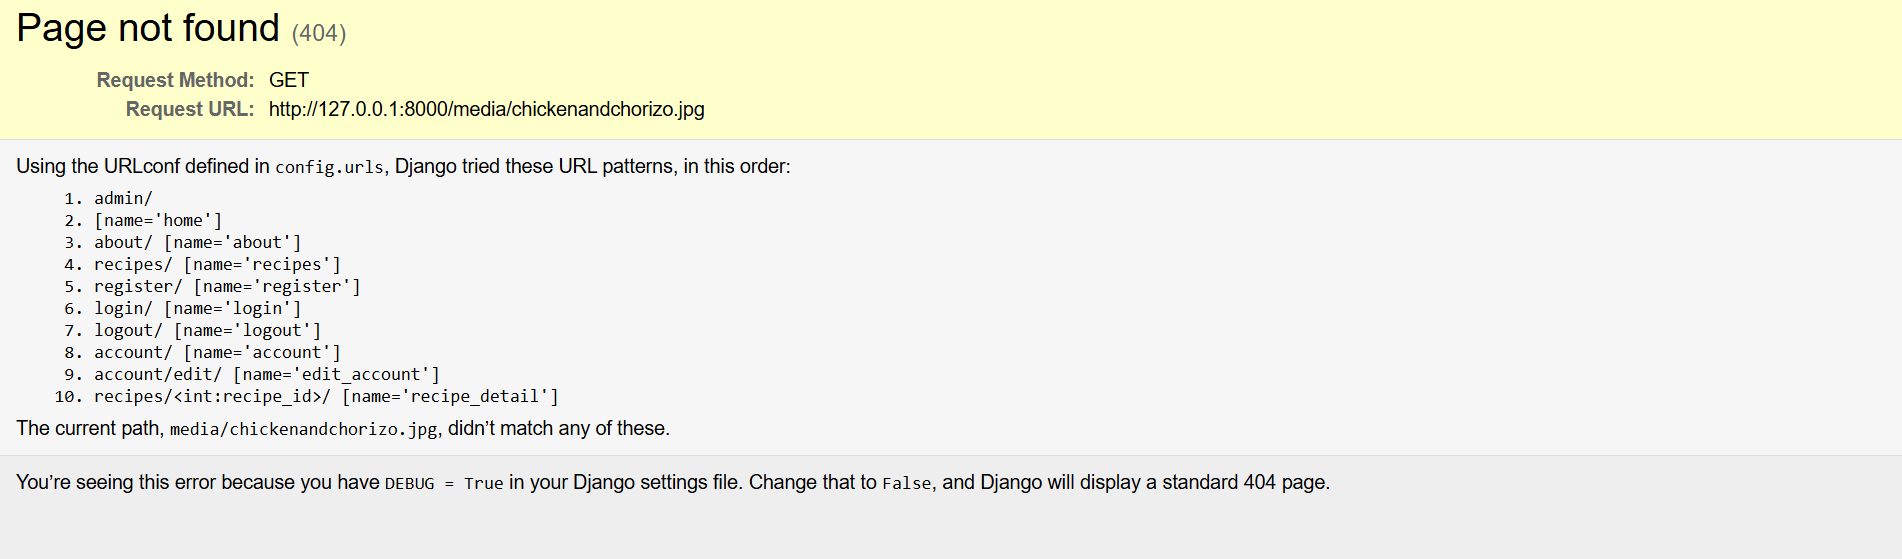 Page not found (404)
Request Method: GET
Request URL: http://127.0.0.1:8000/media/chickenandchorizo.jpg
Using the URLconf defined in config.urls, Django tried these URL patterns, in this order:
1. admin/
2. [name='home']
3. about/ [name='about']
4. recipes/ [name='recipes']
5. register/ [name='register']
6. login/ [name='login']
7. logout/ [name='logout']
8. account/ [name='account']
9. account/edit/ [name='edit_account']
10. recipes/<int:recipe_id>/ [name='recipe_detail']
The current path, media/chickenandchorizo.jpg, didn’t match any of these.
You’re seeing this error because you have DEBUG = True in your Django settings file. Change that to False, and Django will display a standard 404 page.